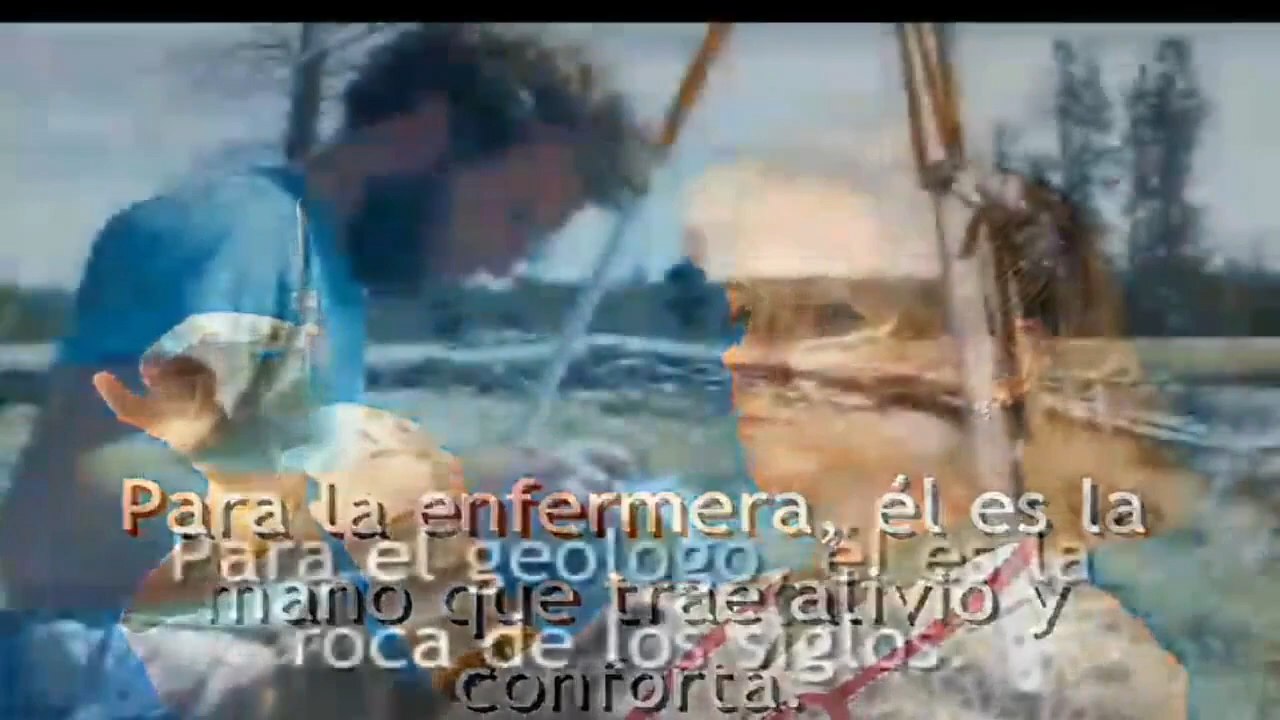 Para la enfermera, él es la
mano que trae alivio y
conforta.
Para el geólogo, él es la
roca de los siglos.